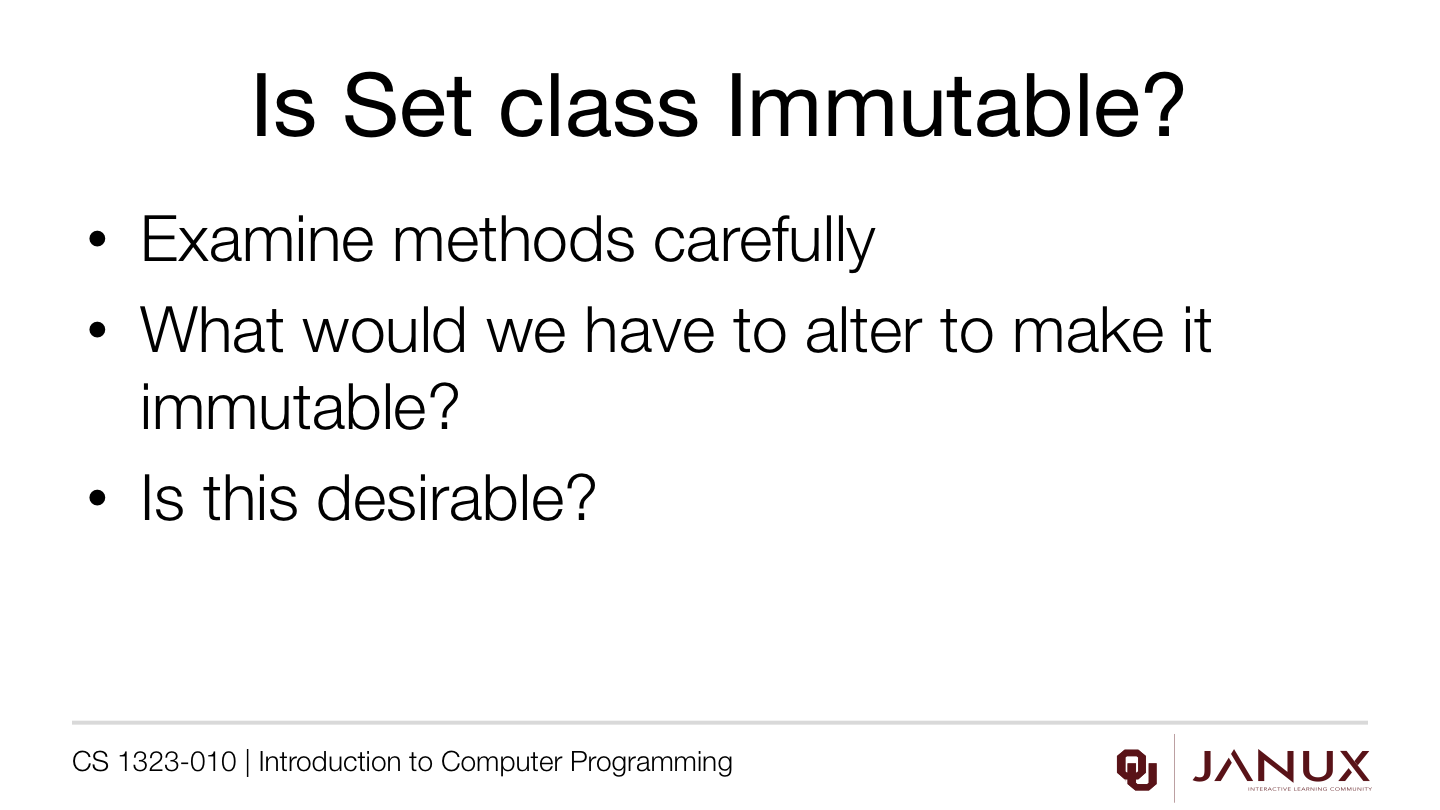 Is Set class Immutable?
• Examine methods carefully
• What would we have to alter to make it
immutable?
• Is this desirable?
CS 1323-010 | Introduction to Computer Programming
OU
JANUX
INTERACTIVE LEARNING COMMUNITY